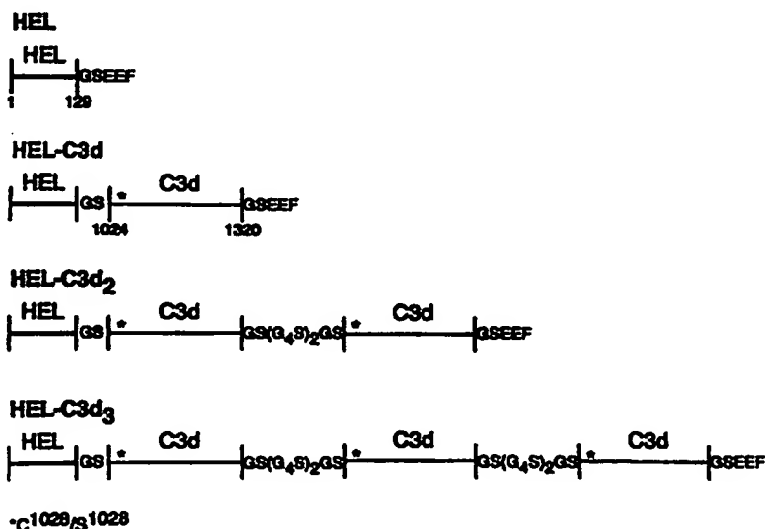 HEL
HEL
GSEEF
1 129
HEL-C3d
HEL GS * C3d GSEEF
1024 1320
HEL-C3d₂
HEL GS * C3d GS(G₄S)₂GS * C3d GSEEF
HEL-C3d₃
HEL GS * C3d GS(G₄S)₂GS * C3d GS(G₄S)₂GS * C3d GSEEF
*C¹⁰²⁸/S¹⁰²⁸